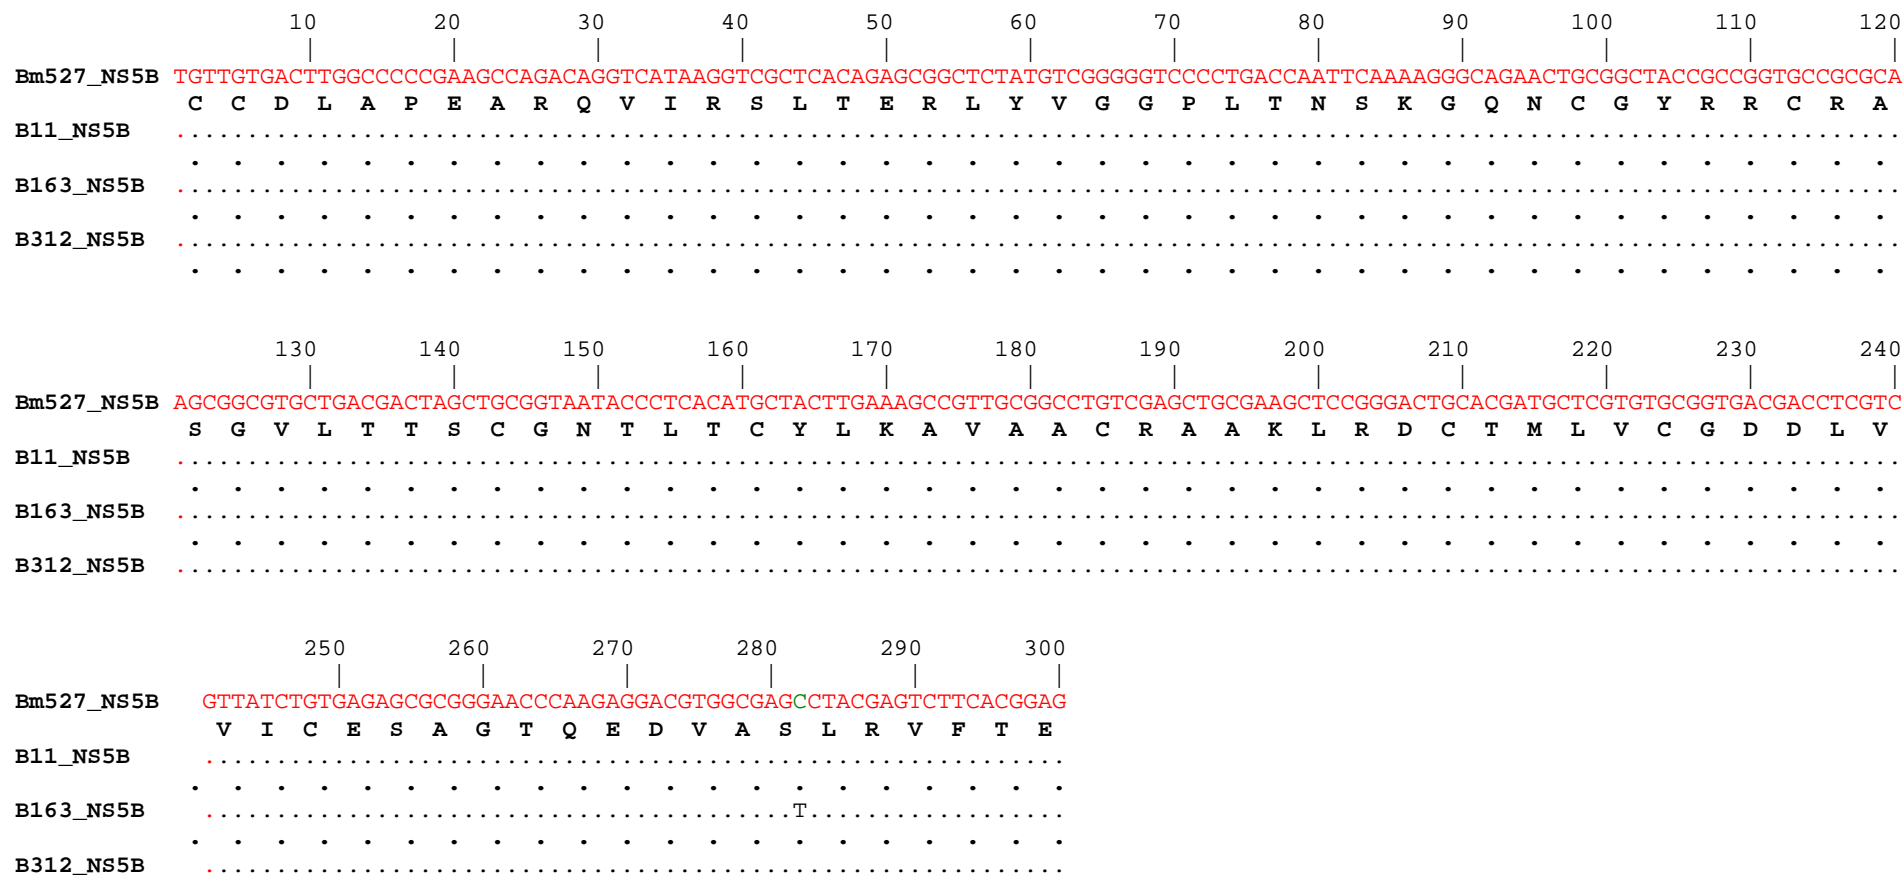 10 20 30 40 50 60 70 80 90 100 110 120
Bm527_NS5B TGTTGTGACTTGGCCCCCGAAGCCAGACAGGTCATAAGGTCGCTCACAGAGCGGCTCTATGTCGGGGGTCCCCTGACCAATTCAAAAGGGCAGAACTGCGGCTACCGCCGGTGCCGCGCA
C C D L A P E A R Q V I R S L T E R L Y V G G P L T N S K G Q N C G Y R R C R A
B11_NS5B ........................................................................................................................
. . . . . . . . . . . . . . . . . . . . . . . . . . . . . . . . . . . . . . . .
B163_NS5B ........................................................................................................................
. . . . . . . . . . . . . . . . . . . . . . . . . . . . . . . . . . . . . . . .
B312_NS5B ........................................................................................................................
. . . . . . . . . . . . . . . . . . . . . . . . . . . . . . . . . . . . . . . .
130 140 150 160 170 180 190 200 210 220 230 240
Bm527_NS5B AGCGGCGTGCTGACGACTAGCTGCGGTAATACCCTCACATGCTACTTGAAAGCCGTTGCGGCCTGTCGAGCTGCGAAGCTCCGGGACTGCACGATGCTCGTGTGCGGTGACGACCTCGTC
S G V L T T S C G N T L T C Y L K A V A A C R A A K L R D C T M L V C G D D L V
B11_NS5B ........................................................................................................................
. . . . . . . . . . . . . . . . . . . . . . . . . . . . . . . . . . . . . . . .
B163_NS5B ........................................................................................................................
. . . . . . . . . . . . . . . . . . . . . . . . . . . . . . . . . . . . . . . .
B312_NS5B ........................................................................................................................
250 260 270 280 290 300
Bm527_NS5B GTTATCTGTGAGAGCGCGGGAACCCAAGAGGACGTGGCGAGCCTACGAGTCTTCACGGAG
V I C E S A G T Q E D V A S L R V F T E
B11_NS5B ............................................................
. . . . . . . . . . . . . . . . . . . . .
B163_NS5B .........................................T..................
. . . . . . . . . . . . . . . . . . . . .
B312_NS5B ............................................................